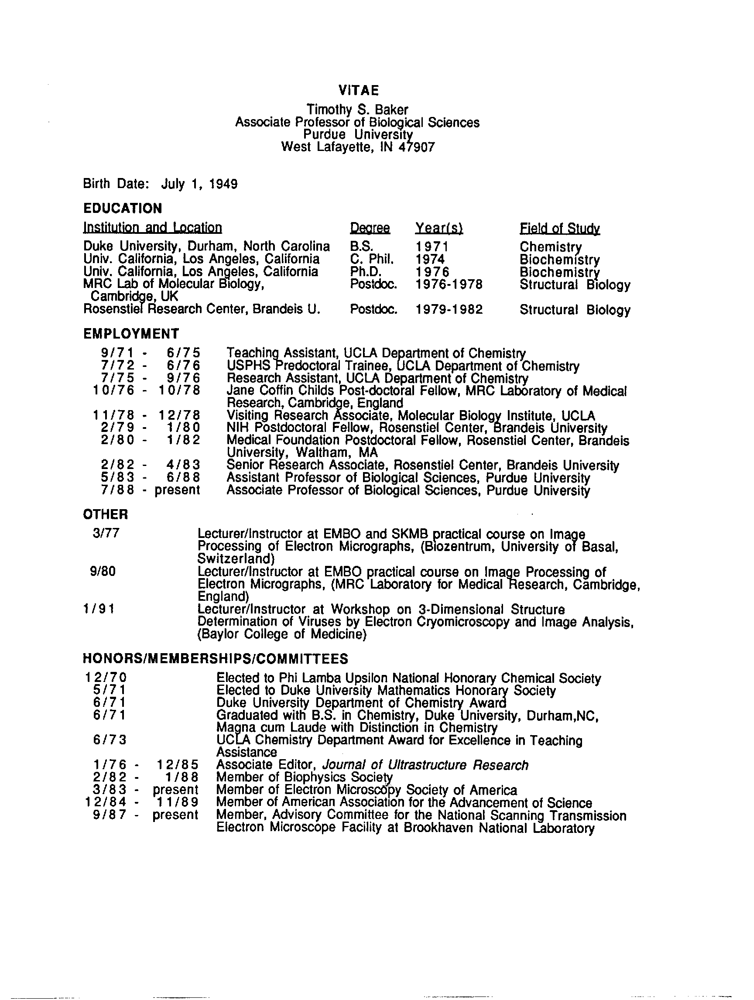 VITAE
Timothy S. Baker
Associate Professor of Biological Sciences
Purdue University
West Lafayette, IN 47907
Birth Date: July 1, 1949
EDUCATION
Institution and Location Degree Year(s) Field of Study
Duke University, Durham, North Carolina B.S. 1971 Chemistry
Univ. California, Los Angeles, California C. Phil. 1974 Biochemistry
Univ. California, Los Angeles, California Ph.D. 1976 Biochemistry
MRC Lab of Molecular Biology, Postdoc. 1976-1978 Structural Biology
Cambridge, UK
Rosenstiel Research Center, Brandeis U. Postdoc. 1979-1982 Structural Biology
EMPLOYMENT
9/71 - 6/75 Teaching Assistant, UCLA Department of Chemistry
7/72 - 6/76 USPHS Predoctoral Trainee, UCLA Department of Chemistry
7/75 - 9/76 Research Assistant, UCLA Department of Chemistry
10/76 - 10/78 Jane Coffin Childs Post-doctoral Fellow, MRC Laboratory of Medical
Research, Cambridge, England
11/78 - 12/78 Visiting Research Associate, Molecular Biology Institute, UCLA
2/79 - 1/80 NIH Postdoctoral Fellow, Rosenstiel Center, Brandeis University
2/80 - 1/82 Medical Foundation Postdoctoral Fellow, Rosenstiel Center, Brandeis
University, Waltham, MA
2/82 - 4/83 Senior Research Associate, Rosenstiel Center, Brandeis University
5/83 - 6/88 Assistant Professor of Biological Sciences, Purdue University
7/88 - present Associate Professor of Biological Sciences, Purdue University
OTHER
3/77 Lecturer/Instructor at EMBO and SKMB practical course on Image
Processing of Electron Micrographs, (Biozentrum, University of Basal,
Switzerland)
9/80 Lecturer/Instructor at EMBO practical course on Image Processing of
Electron Micrographs, (MRC Laboratory for Medical Research, Cambridge,
England)
1/91 Lecturer/Instructor at Workshop on 3-Dimensional Structure
Determination of Viruses by Electron Cryomicroscopy and Image Analysis,
(Baylor College of Medicine)
HONORS/MEMBERSHIPS/COMMITTEES
12/70 Elected to Phi Lamba Upsilon National Honorary Chemical Society
5/71 Elected to Duke University Mathematics Honorary Society
6/71 Duke University Department of Chemistry Award
6/71 Graduated with B.S. in Chemistry, Duke University, Durham,NC,
Magna cum Laude with Distinction in Chemistry
6/73 UCLA Chemistry Department Award for Excellence in Teaching
Assistance
1/76 - 12/85 Associate Editor, Journal of Ultrastructure Research
2/82 - 1/88 Member of Biophysics Society
3/83 - present Member of Electron Microscopy Society of America
12/84 - 11/89 Member of American Association for the Advancement of Science
9/87 - present Member, Advisory Committee for the National Scanning Transmission
Electron Microscope Facility at Brookhaven National Laboratory